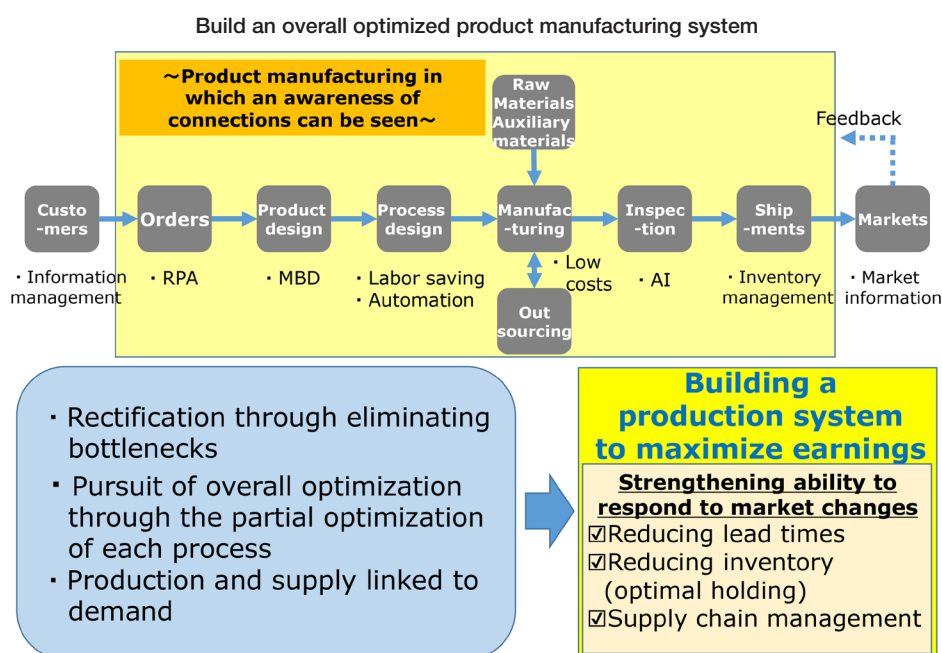 Build an overall optimized product manufacturing system
~Product manufacturing in
which an awareness of
connections can be seen~
Raw
Materials
Auxiliary
materials
Feedback
Custo
-mers
Orders
Product
design
Process
design
Manufac
-turing
Inspec
-tion
Ship
-ments
Markets
・Information
management
・RPA
・MBD
・Labor saving
・Automation
・Low
costs
・AI
・Inventory
management
・Market
information
Out
sourcing
・Rectification through eliminating
bottlenecks
・Pursuit of overall optimization
through the partial optimization
of each process
・Production and supply linked to
demand
Building a
production system
to maximize earnings
Strengthening ability to
respond to market changes
☑Reducing lead times
☑Reducing inventory
(optimal holding)
☑Supply chain management